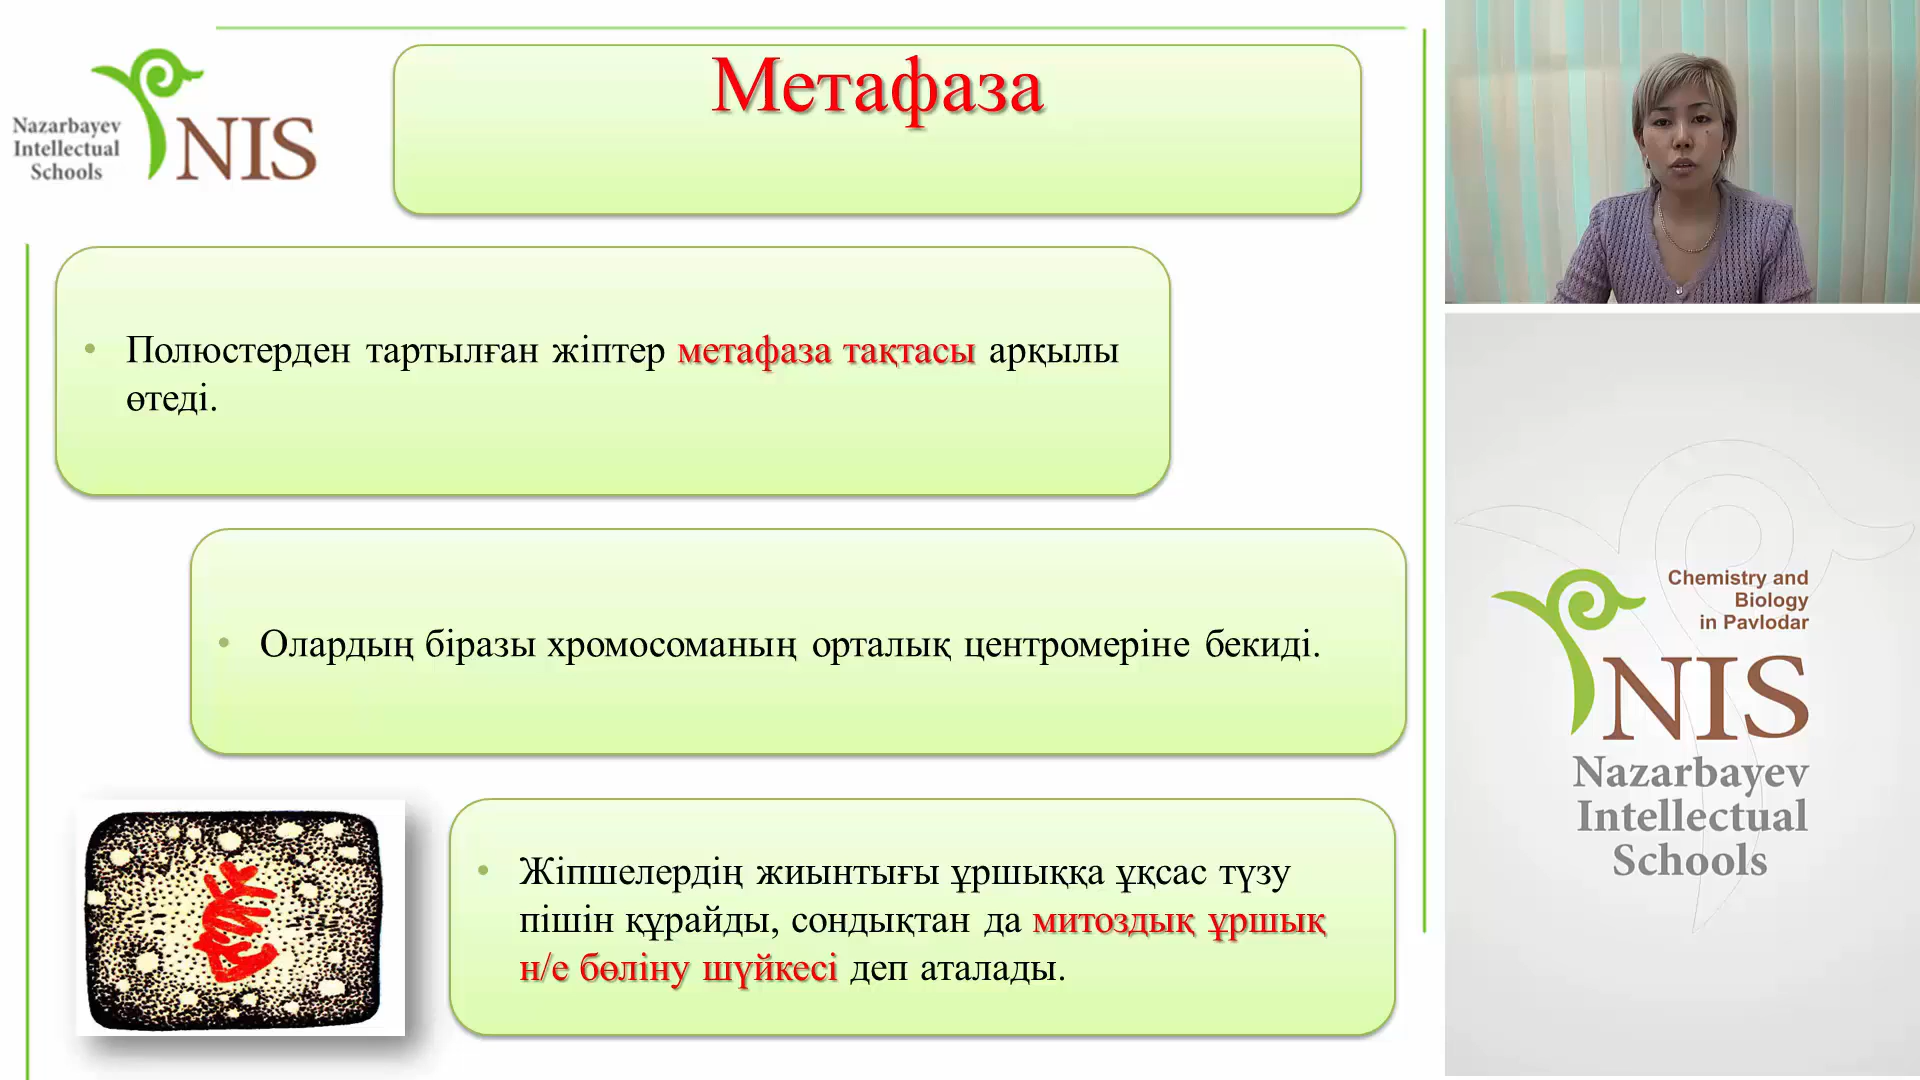 Nazarbayev
Intellectual
Schools
NIS
Метафаза
• Полюстерден тартылған жіптер метафаза тақтасы арқылы
өтеді.
• Олардың біразы хромосоманың орталық центромеріне бекиді.
• Жіпшелердің жиынтығы ұршыққа ұқсас түзу
пішін құрайды, сондықтан да митоздық ұршық
н/е бөліну шүйкесі деп аталады.
Chemistry and
Biology
in Pavlodar
NIS
Nazarbayev
Intellectual
Schools